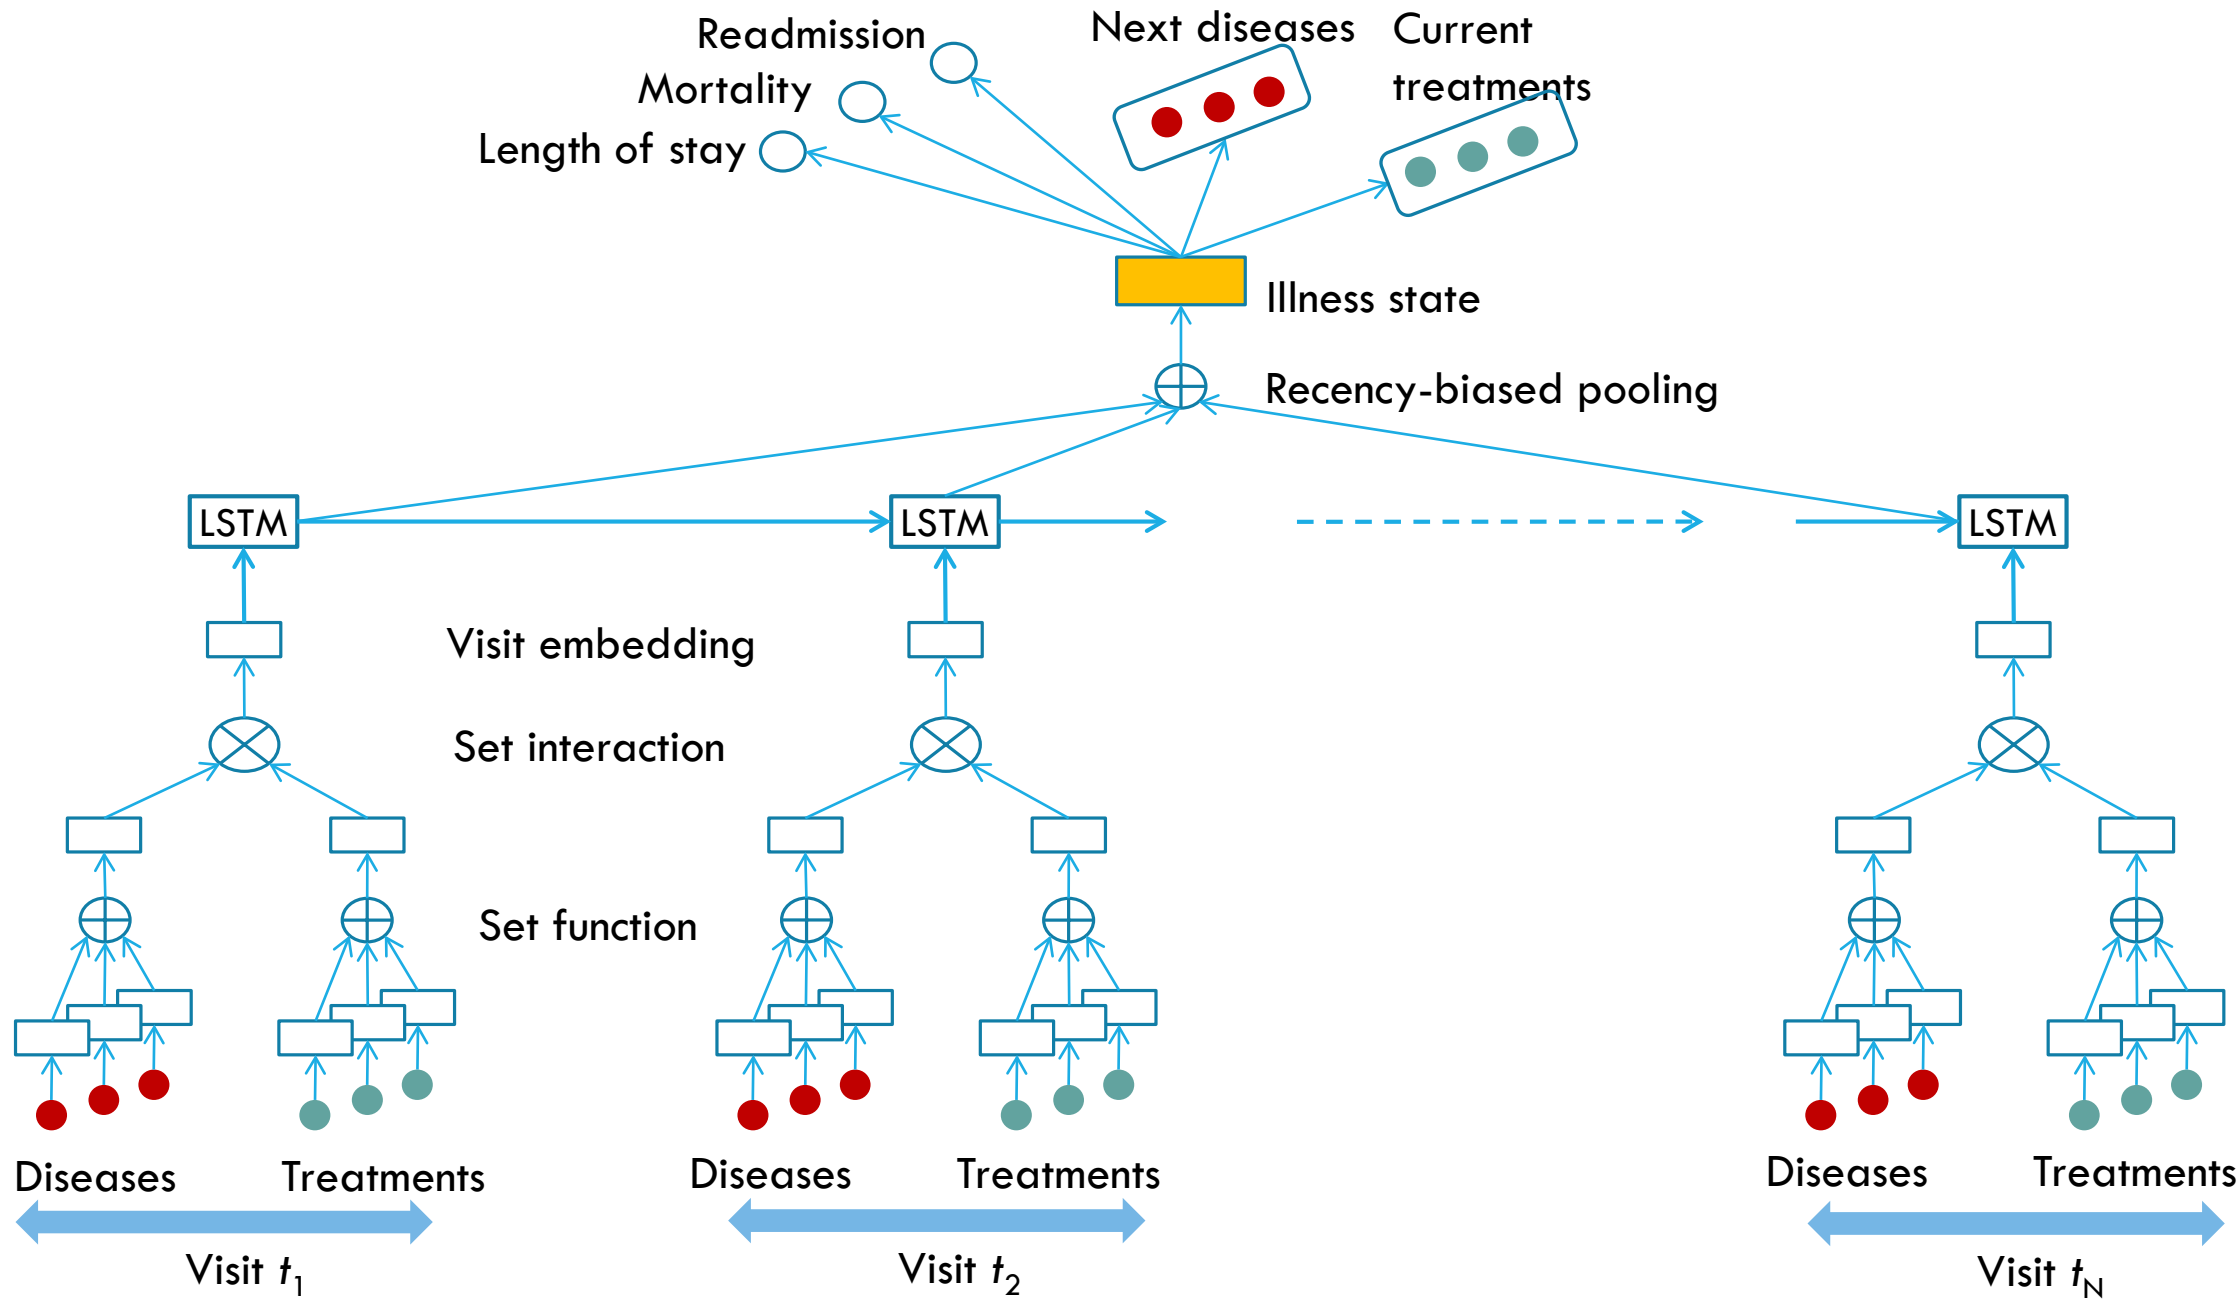 Readmission
Next diseases
Current
treatments
Mortality
Length of stay
Illness state
Recency-biased pooling
LSTM
LSTM
LSTM
Visit embedding
Set interaction
Set function
Diseases
Treatments
Diseases
Treatments
Diseases
Treatments
Visit t₁
Visit t₂
Visit t_N